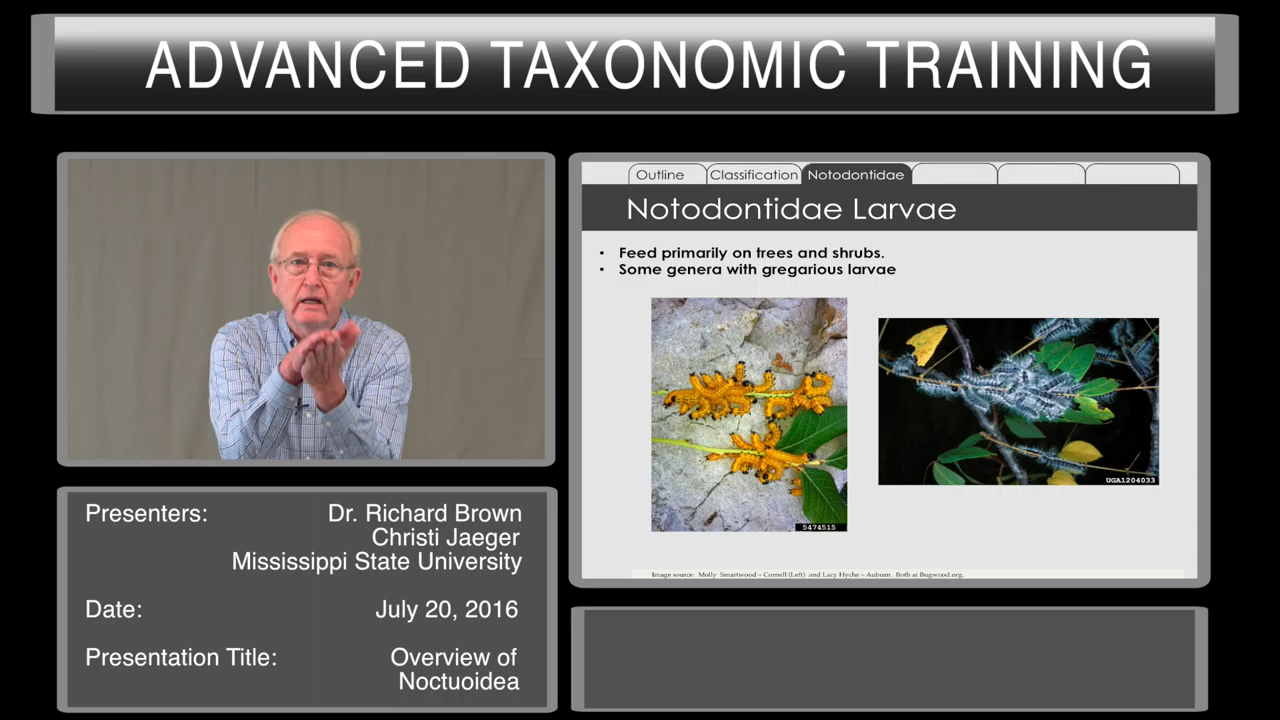 ADVANCED TAXONOMIC TRAINING
Outline
Classification
Notodontidae
Notodontidae Larvae
• Feed primarily on trees and shrubs.
• Some genera with gregarious larvae
5474515
UGA1204033
Image source: Molly Smartwood – Cornell (Left) and Lacy Hyche – Auburn. Both at Bugwood.org.
Presenters: Dr. Richard Brown
Christi Jaeger
Mississippi State University
Date: July 20, 2016
Presentation Title: Overview of
Noctuoidea